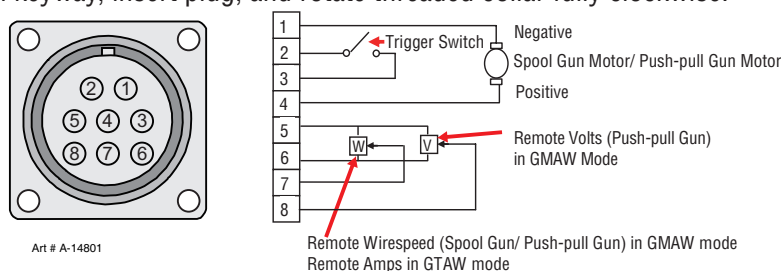 keyway, insert plug, and rotate threaded collar fully clockwise.
2 1
5 4 3
8 7 6
Art # A-14801
1
2
3
4
5
6
7
8
Trigger Switch
Negative
Spool Gun Motor/ Push-pull Gun Motor
Positive
W
V
Remote Volts (Push-pull Gun)
in GMAW Mode
Remote Wirespeed (Spool Gun/ Push-pull Gun) in GMAW mode
Remote Amps in GTAW mode